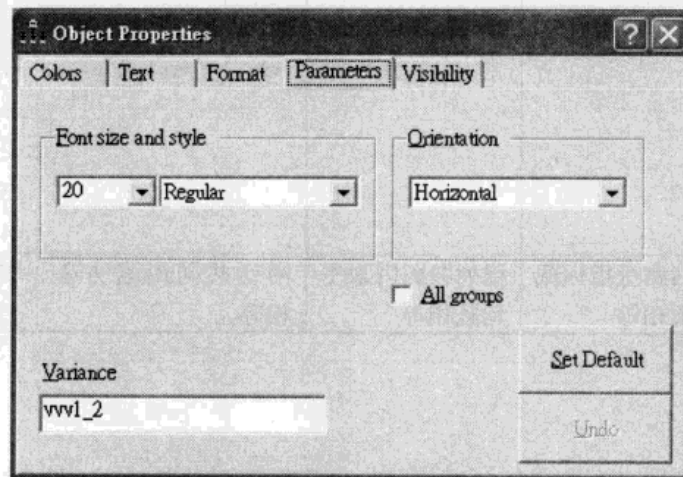 Object Properties
Colors Text Format Parameters Visibility
Font size and style
Orientation
20 Regular
Horizontal
All groups
Variance
vvv1_2
Set Default
Undo